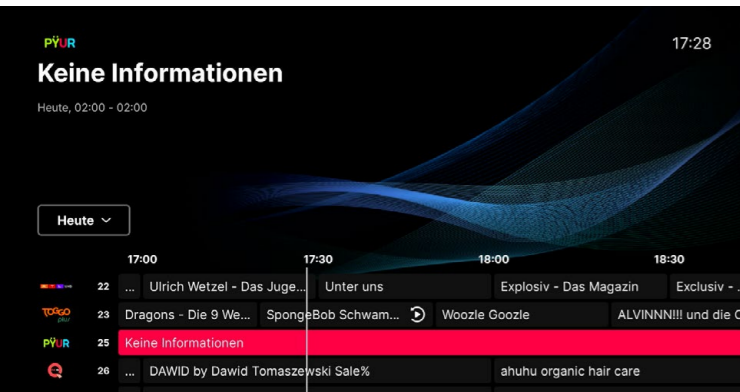 PŸUR
17:28
Keine Informationen
Heute, 02:00 - 02:00
Heute
17:00 17:30 18:00 18:30
22 ... Ulrich Wetzel - Das Juge... Unter uns Explosiv - Das Magazin Exclusiv - .
TOGGO plus 23 Dragons - Die 9 We... SpongeBob Schwam... Woozle Goozle ALVINNN!!! und die C
PŸUR 25 Keine Informationen
26 ... DAWID by Dawid Tomaszewski Sale% ahuhu organic hair care